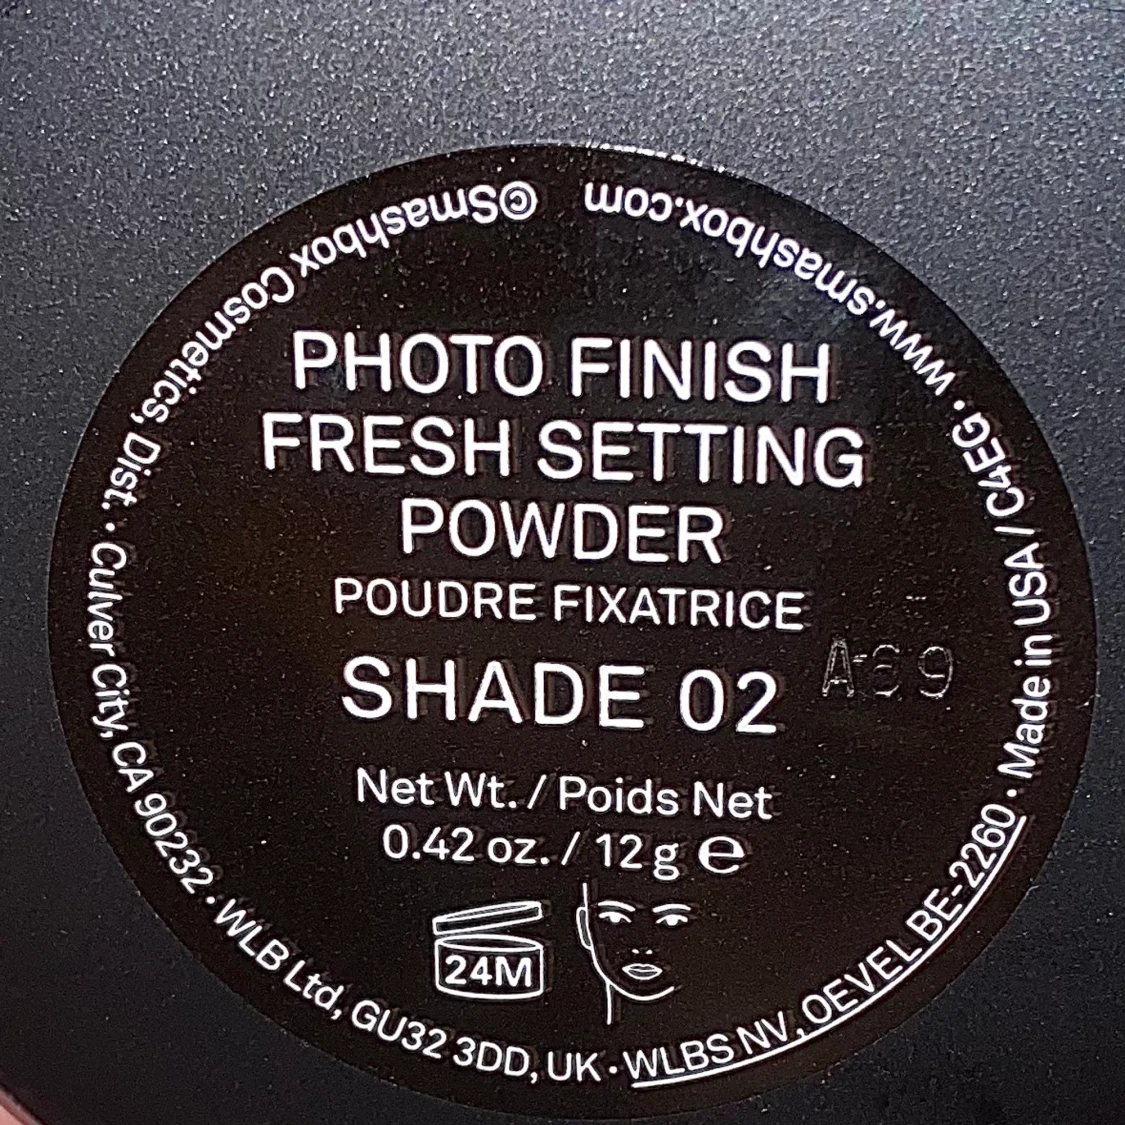 PHOTO FINISH
FRESH SETTING
POWDER
POUDRE FIXATRICE
SHADE 02
Net Wt. / Poids Net
0.42 oz. / 12 g ℮
24M
©Smashbox Cosmetics, Dist. • Culver City, CA 90232 • WLB Ltd, GU32 3DD, UK • WLBS NV, OEVEL BE-2260 • Made in USA / C4EG • www.smashbox.com